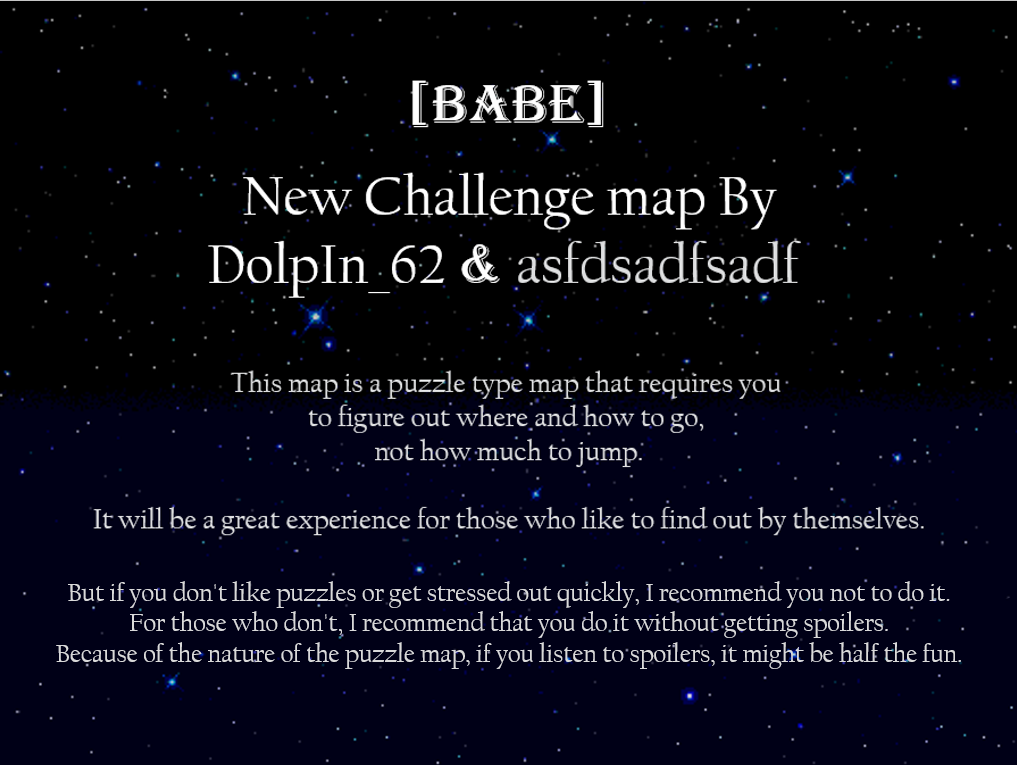 [BABE]
New Challenge map By
DolpIn_62 & asfdsadfsadf
This map is a puzzle type map that requires you
to figure out where and how to go,
not how much to jump.
It will be a great experience for those who like to find out by themselves.
But if you don't like puzzles or get stressed out quickly, I recommend you not to do it.
For those who don't, I recommend that you do it without getting spoilers.
Because of the nature of the puzzle map, if you listen to spoilers, it might be half the fun.